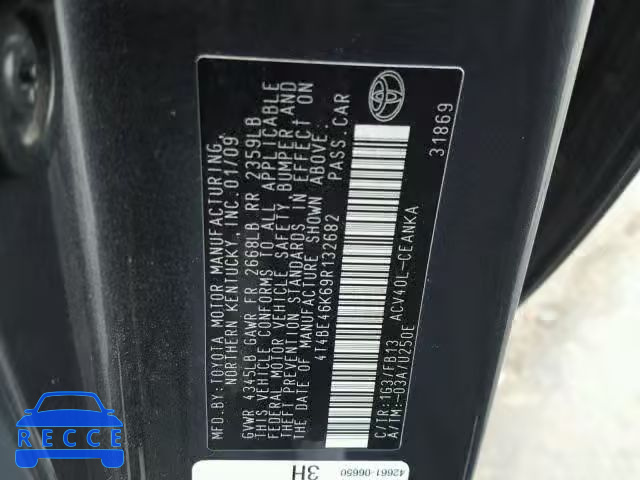 MFD.BY:TOYOTA MOTOR MANUFACTURING,
NORTHERN KENTUCKY, INC. 01/09
GVWR 4345LB GAWR FR 2668LB RR 2359LB
THIS VEHICLE CONFORMS TO ALL APPLICABLE
FEDERAL MOTOR VEHICLE SAFETY, BUMPER AND
THEFT PREVENTION STANDARDS IN EFFECT ON
THE DATE OF MANUFACTURE SHOWN ABOVE.
4T4BE46K69R132682 PASS.CAR
C/TR:1G3/FB13 ACV40L-CEANKA
A/TM:-03A/U250E
31869
42661-06650
3H
RECCE